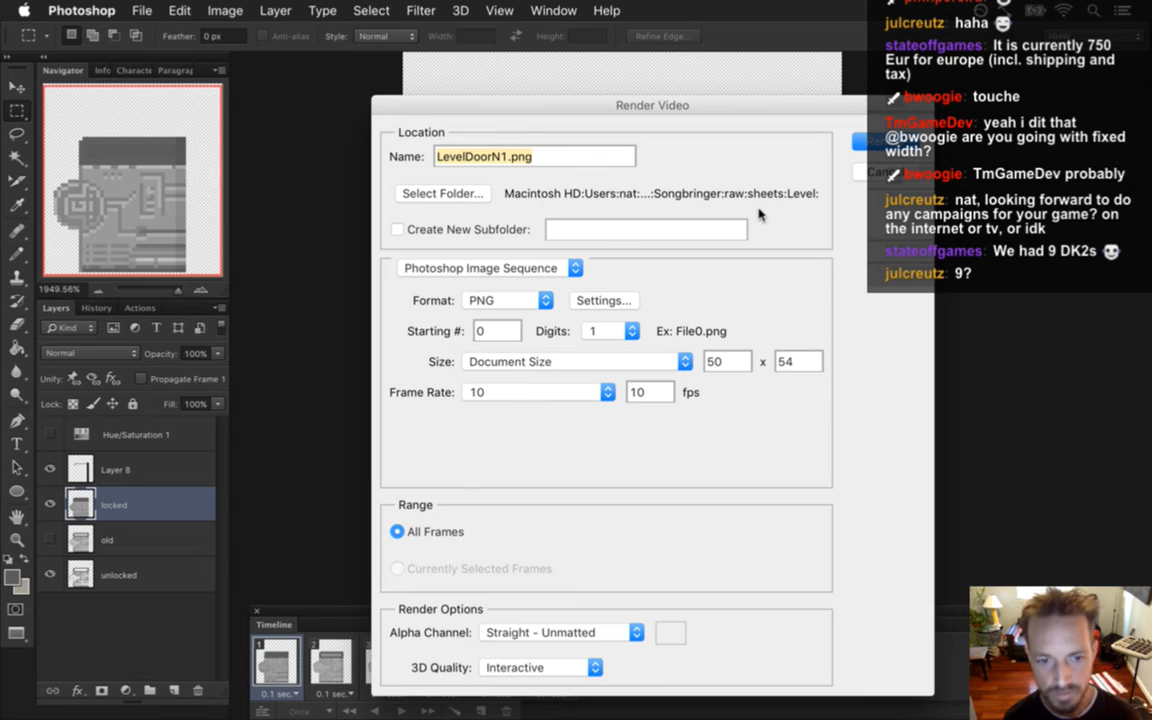 Photoshop File Edit Image Layer Type Select Filter 3D View Window Help
Feather: 0 px Anti-alias Style: Normal Width: Height: Refine Edge...
Navigator Info Characte Paragraj
1949.56%
Layers History Actions
Kind
Normal Opacity: 100%
Unify: Propagate Frame 1
Lock: Fill: 100%
Hue/Saturation 1
Layer 8
locked
old
unlocked
Render Video
Location
Name: LevelDoorN1.png
Select Folder... Macintosh HD:Users:nat:...:Songbringer:raw:sheets:Level:
Create New Subfolder:
Photoshop Image Sequence
Format: PNG Settings...
Starting #: 0 Digits: 1 Ex: File0.png
Size: Document Size 50 x 54
Frame Rate: 10 10 fps
Range
All Frames
Currently Selected Frames
Render Options
Alpha Channel: Straight - Unmatted
3D Quality: Interactive
Timeline
1 2 3
0.1 sec. 0.1 sec.
Once
julcreutz: haha
stateoffgames: It is currently 750
Eur for europe (incl. shipping and
tax)
bwoogie: touche
TmGameDev: yeah i dit that
@bwoogie are you going with fixed
width?
bwoogie: TmGameDev probably
julcreutz: nat, looking forward to do
any campaigns for your game? on
the internet or tv, or idk
stateoffgames: We had 9 DK2s
julcreutz: 9?